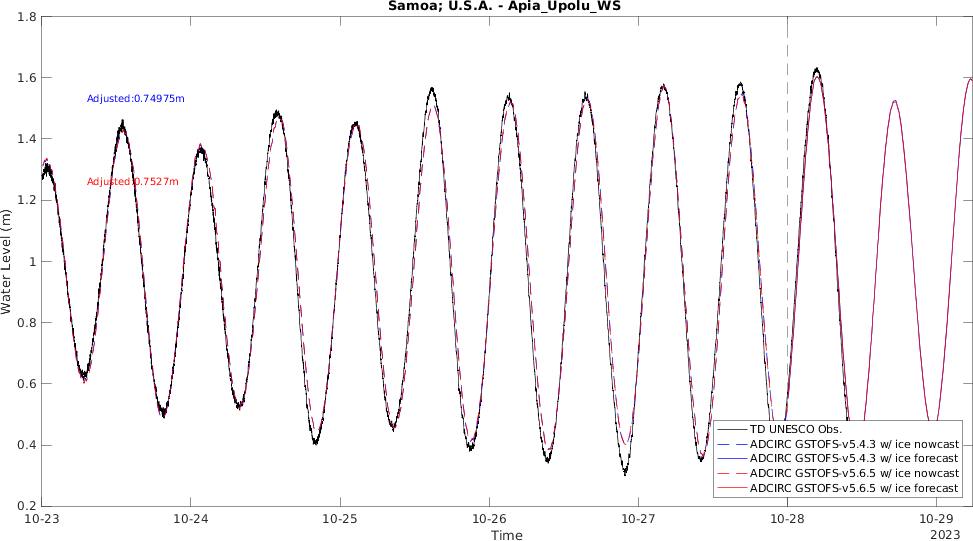 Samoa; U.S.A. - Apia_Upolu_WS
1.8
1.6
1.4
1.2
1
0.8
0.6
0.4
0.2
Water Level (m)
Adjusted:0.74975m
Adjusted:0.7527m
TD UNESCO Obs.
ADCIRC GSTOFS-v5.4.3 w/ ice nowcast
ADCIRC GSTOFS-v5.4.3 w/ ice forecast
ADCIRC GSTOFS-v5.6.5 w/ ice nowcast
ADCIRC GSTOFS-v5.6.5 w/ ice forecast
10-23 10-24 10-25 10-26 10-27 10-28 10-29
Time
2023